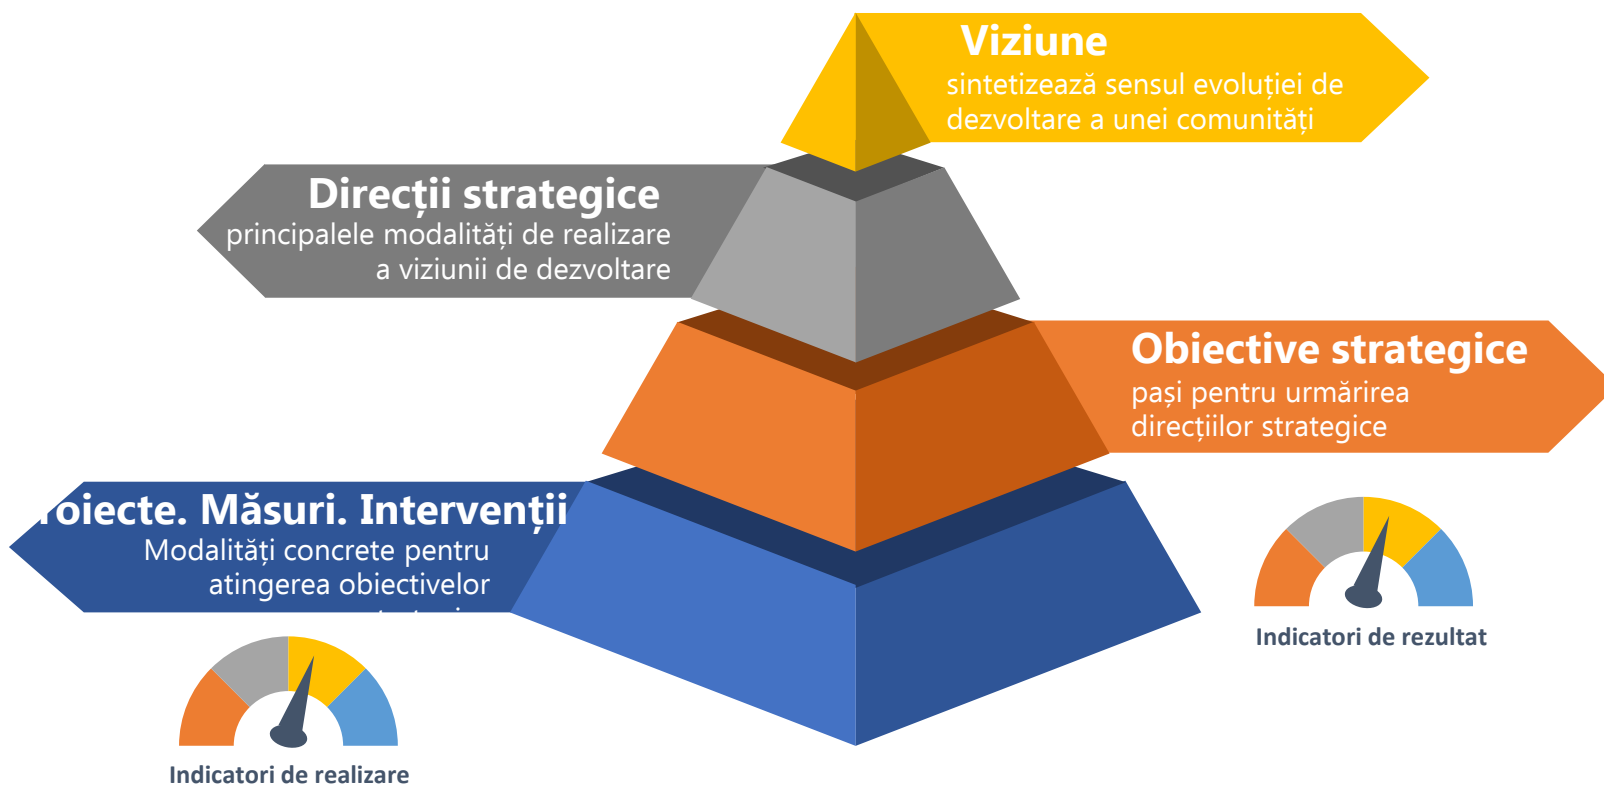 Viziune
sintetizează sensul evoluției de
dezvoltare a unei comunități
Direcții strategice
principalele modalități de realizare
a viziunii de dezvoltare
Obiective strategice
pași pentru urmărirea
direcțiilor strategice
roiecte. Măsuri. Intervenții
Modalități concrete pentru
atingerea obiectivelor
Indicatori de rezultat
Indicatori de realizare